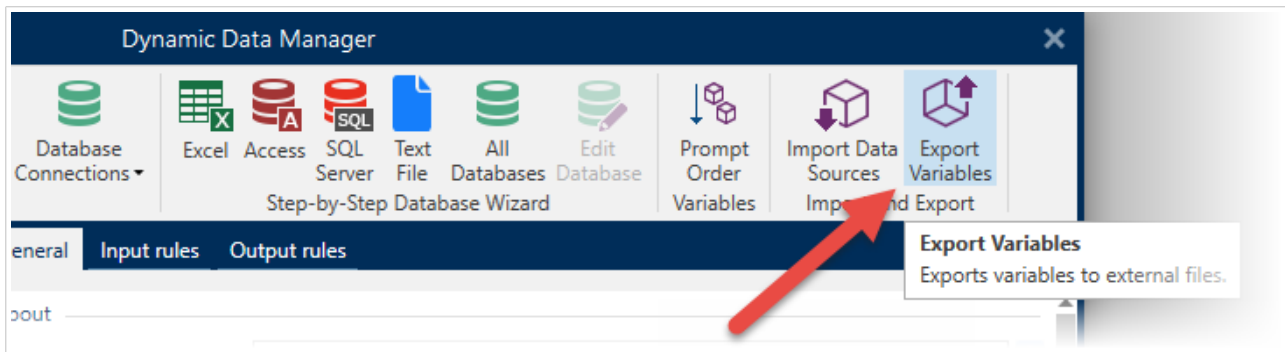 Dynamic Data Manager
Database Connections
Excel
Access
SQL Server
Text File
All Databases
Edit Database
Prompt Order
Import Data Sources
Export Variables
Step-by-Step Database Wizard
Variables
Export
Input rules
Output rules
Export Variables
Exports variables to external files.